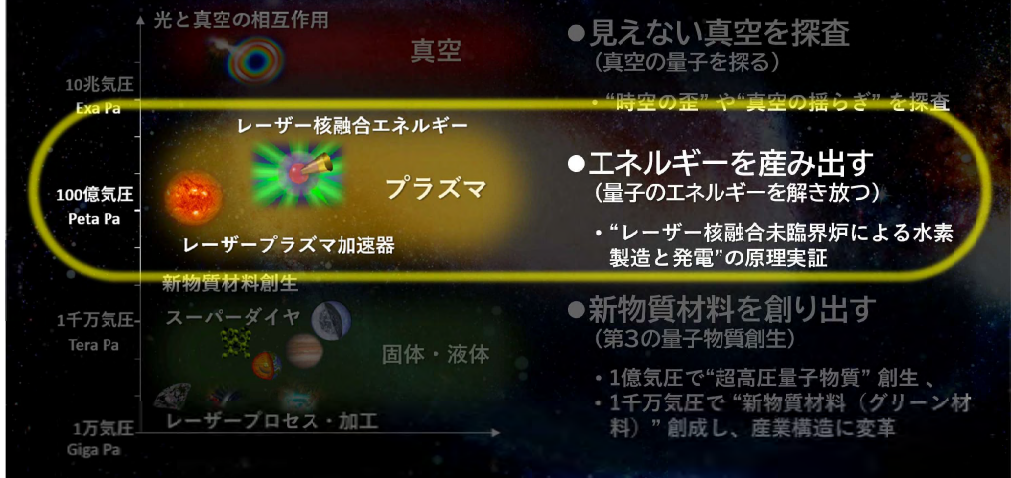 光と真空の相互作用
真空
10兆気圧
Exa Pa
●見えない真空を探査
（真空の量子を探る）
・“時空の歪” や“真空の揺らぎ” を探査
レーザー核融合エネルギー
プラズマ
100億気圧
Peta Pa
レーザープラズマ加速器
●エネルギーを産み出す
（量子のエネルギーを解き放つ）
・“レーザー核融合未臨界炉による水素
製造と発電”の原理実証
新物質材料創生
スーパーダイヤ
1千万気圧
Tera Pa
固体・液体
レーザープロセス・加工
1万気圧
Giga Pa
●新物質材料を創り出す
（第3の量子物質創生）
・1億気圧で“超高圧量子物質” 創生 、
・1千万気圧で “新物質材料（グリーン材
料）” 創成し、産業構造に変革